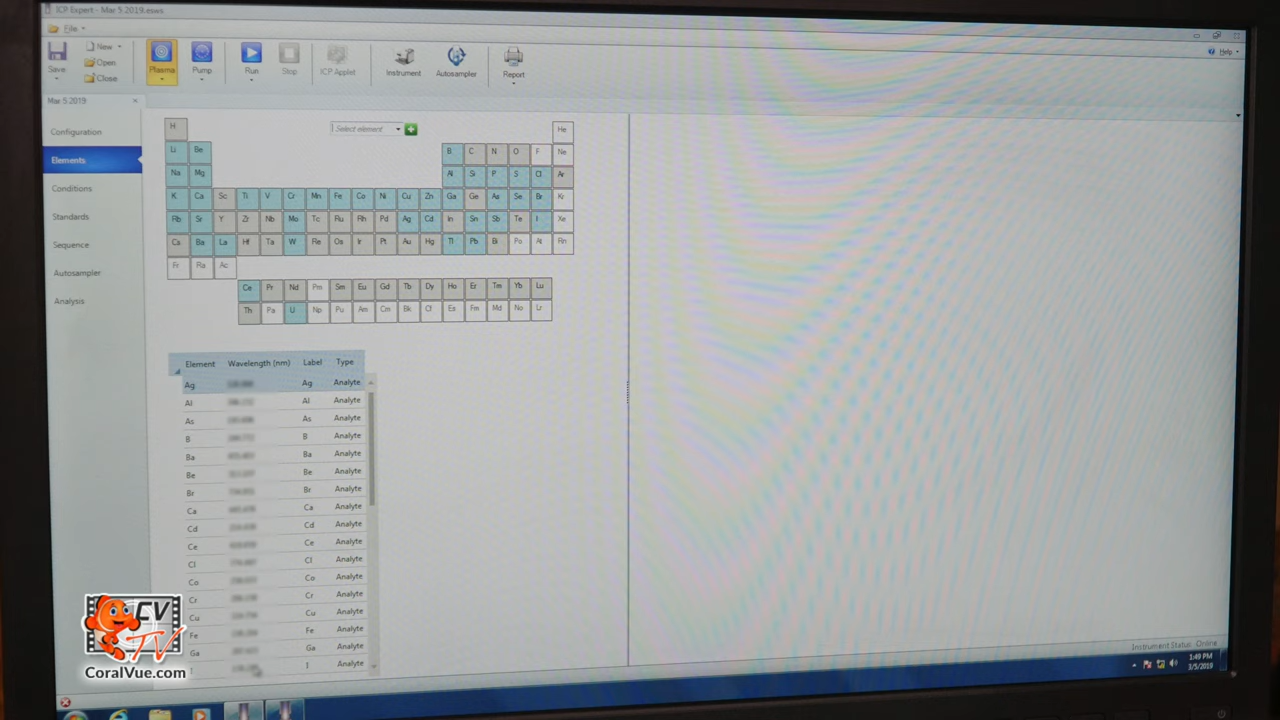 ICP Expert - Mar 5 2019.esws
File
Save
New
Open
Close
Plasma
Pump
Run
Stop
ICP Applet
Instrument
Autosampler
Report
Help
Mar 5 2019
Configuration
Elements
Conditions
Standards
Sequence
Autosampler
Analysis
Select element
H He
Li Be B C N O F Ne
Na Mg Al Si P S Cl Ar
K Ca Sc Ti V Cr Mn Fe Co Ni Cu Zn Ga Ge As Se Br Kr
Rb Sr Y Zr Nb Mo Tc Ru Rh Pd Ag Cd In Sn Sb Te I Xe
Cs Ba La Hf Ta W Re Os Ir Pt Au Hg Tl Pb Bi Po At Rn
Fr Ra Ac
Ce Pr Nd Pm Sm Eu Gd Tb Dy Ho Er Tm Yb Lu
Th Pa U Np Pu Am Cm Bk Cf Es Fm Md No Lr
Element Wavelength (nm) Label Type
Ag Ag Analyte
Al Al Analyte
As As Analyte
B B Analyte
Ba Ba Analyte
Be Be Analyte
Br Br Analyte
Ca Ca Analyte
Cd Cd Analyte
Ce Ce Analyte
Cl Cl Analyte
Co Co Analyte
Cr Cr Analyte
Cu Cu Analyte
Fe Fe Analyte
Ga Ga Analyte
I I Analyte
CV
TV
CoralVue.com
Instrument Status : Online
1:49 PM
3/5/2019